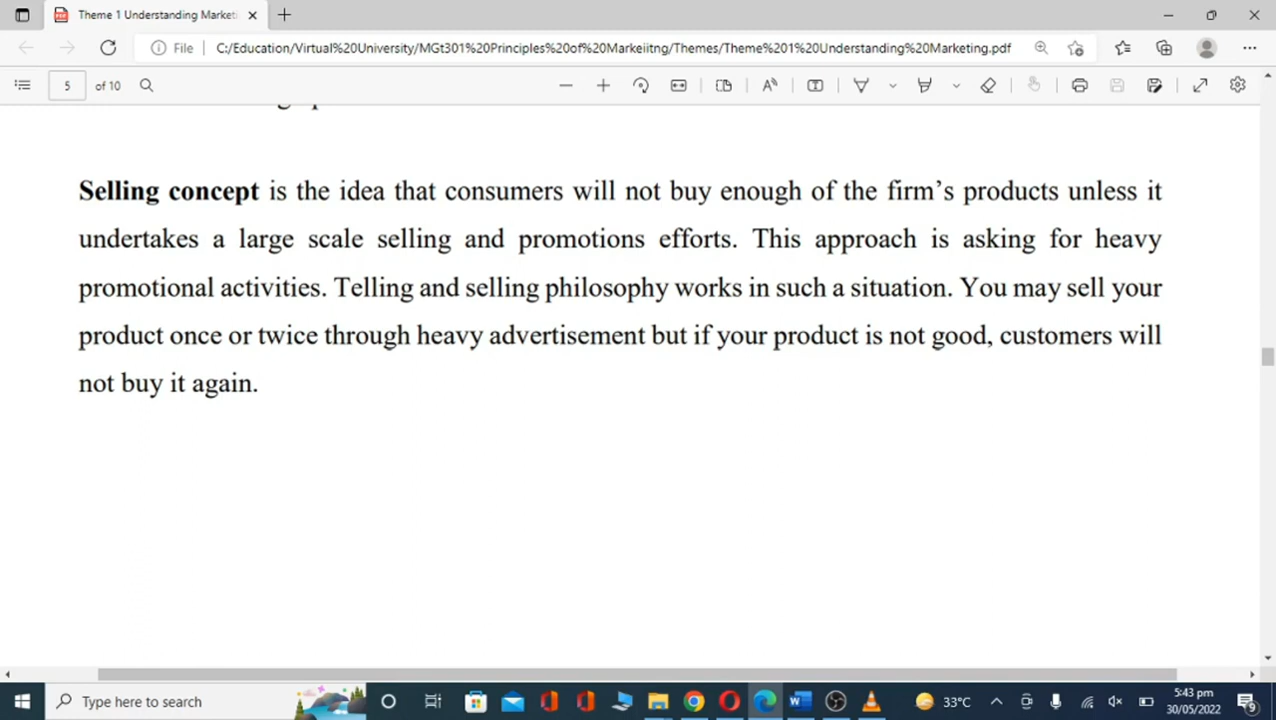 Theme 1 Understanding Market
File
C:/Education/Virtual%20University/MGt301%20Principles%20of%20Markeiitng/Themes/Theme%201%20Understanding%20Marketing.pdf
5 of 10
Selling concept is the idea that consumers will not buy enough of the firm’s products unless it
undertakes a large scale selling and promotions efforts. This approach is asking for heavy
promotional activities. Telling and selling philosophy works in such a situation. You may sell your
product once or twice through heavy advertisement but if your product is not good, customers will
not buy it again.
Type here to search
33°C
5:43 pm
30/05/2022